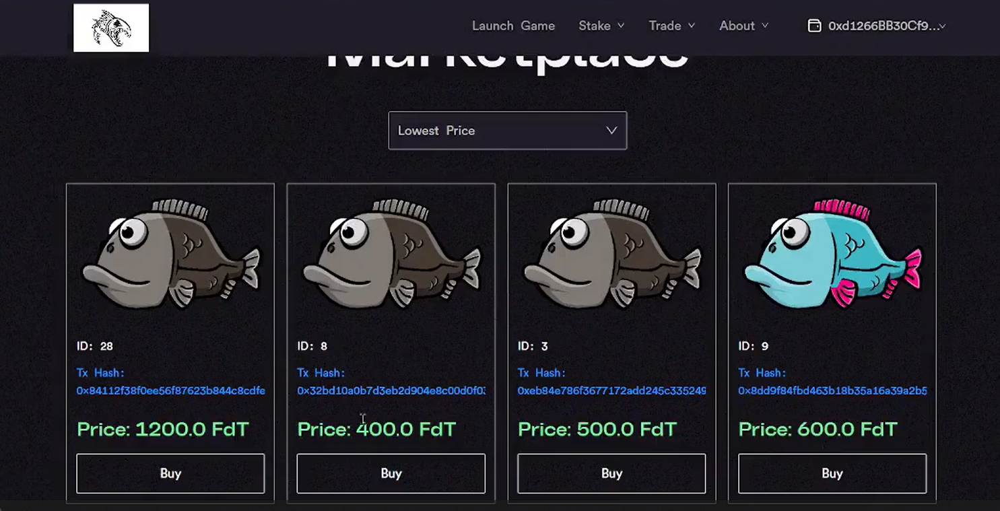 Launch Game Stake Trade About 0xd1266BB30Cf9...
Marketplace
Lowest Price
ID: 28
Tx Hash:
0x84112f38f0ee56f87623b844c8cdfe
Price: 1200.0 FdT
Buy
ID: 8
Tx Hash:
0x32bd10a0b7d3eb2d904e8c00d0f03
Price: 400.0 FdT
Buy
ID: 3
Tx Hash:
0xeb84e786f3677172add245c335249
Price: 500.0 FdT
Buy
ID: 9
Tx Hash:
0x8dd9f84fbd463b18b35a16a39a2b5
Price: 600.0 FdT
Buy